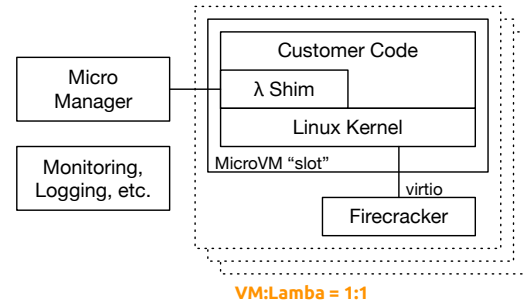 Customer Code
Micro
Manager
λ Shim
Linux Kernel
MicroVM “slot”
Monitoring,
Logging, etc.
virtio
Firecracker
VM:Lamba = 1:1